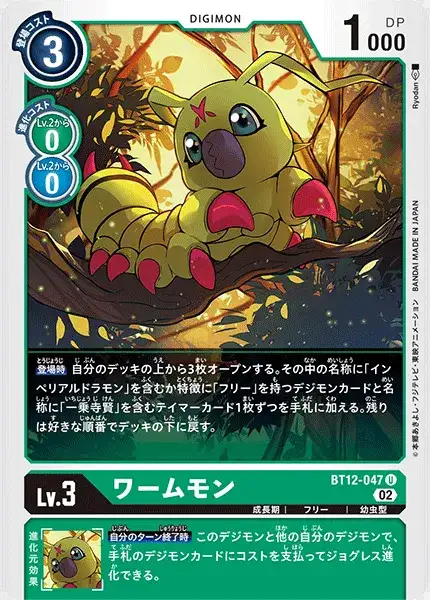 DIGIMON
登場コスト
3
1000
DP
進化コスト
Lv.2から
0
Lv.2から
0
Ryodan
BANDAI MADE IN JAPAN
©本郷あきよし・フジテレビ・東映アニメーション
登場時 自分のデッキの上から3枚オープンする。その中の名称に「イン
ペリアルドラモン」を含むか特徴に「フリー」を持つデジモンカードと名
称に「一乗寺賢」を含むテイマーカード1枚ずつを手札に加える。残り
は好きな順番でデッキの下に戻す。
BT12-047 U
02
Lv.3
ワームモン
成長期 | フリー | 幼虫型
進化元効果
自分のターン終了時 このデジモンと他の自分のデジモンで、
手札のデジモンカードにコストを支払ってジョグレス進
化できる。